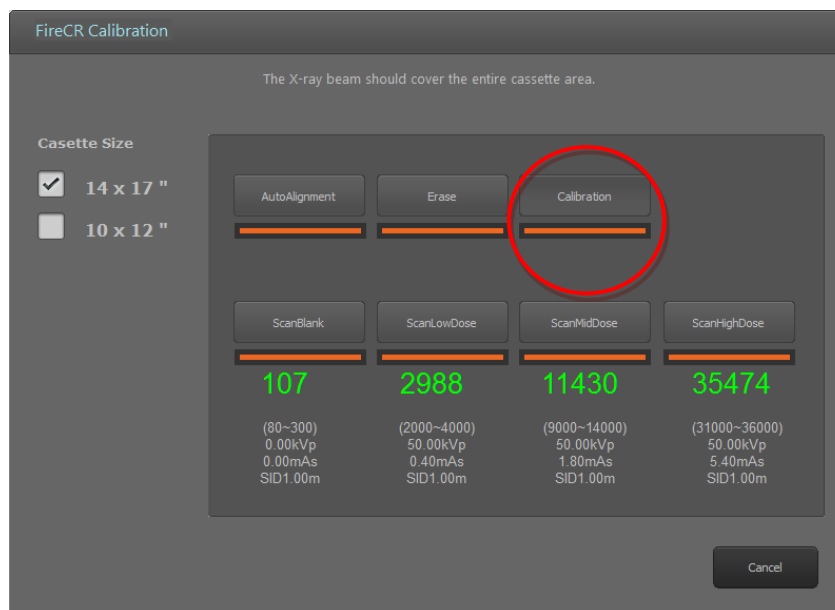 FireCR Calibration
The X-ray beam should cover the entire cassette area.
Casette Size
14 x 17 "
10 x 12 "
AutoAlignment Erase Calibration
ScanBlank ScanLowDose ScanMidDose ScanHighDose
107 2988 11430 35474
(80~300) (2000~4000) (9000~14000) (31000~36000)
0.00kVp 50.00kVp 50.00kVp 50.00kVp
0.00mAs 0.40mAs 1.80mAs 5.40mAs
SID1.00m SID1.00m SID1.00m SID1.00m
Cancel